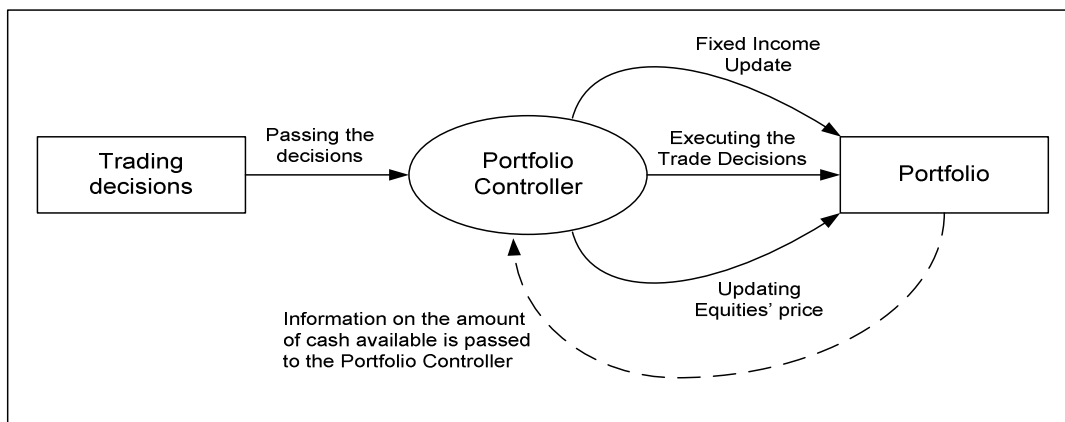 Fixed Income
Update
Passing the
decisions
Executing the
Trade Decisions
Trading
decisions
Portfolio
Controller
Portfolio
Updating
Equities' price
Information on the amount
of cash available is passed
to the Portfolio Controller